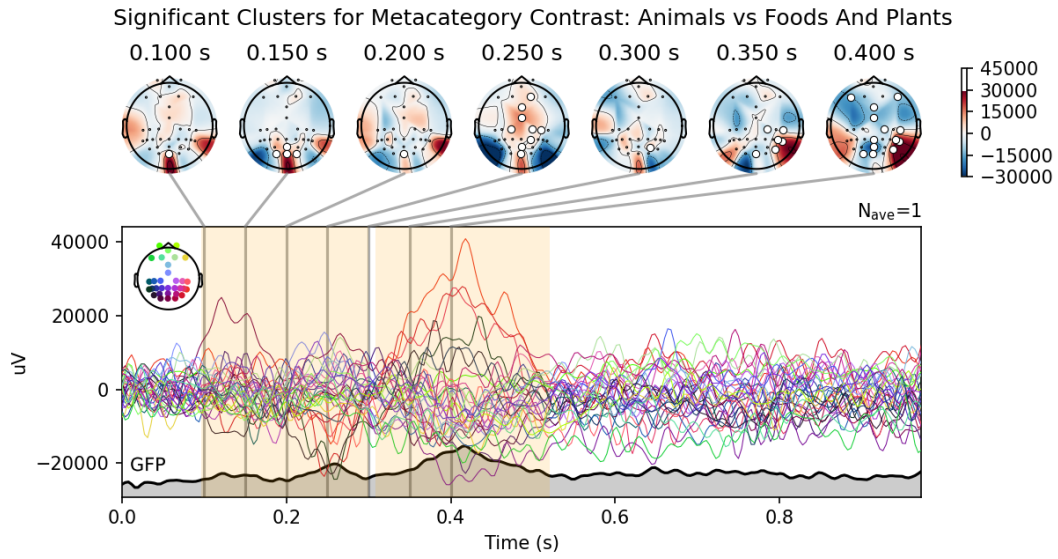 Significant Clusters for Metacategory Contrast: Animals vs Foods And Plants
0.100 s 0.150 s 0.200 s 0.250 s 0.300 s 0.350 s 0.400 s
45000
30000
15000
0
−15000
−30000
Nave=1
40000
20000
0
−20000
uV
GFP
0.0 0.2 0.4 0.6 0.8
Time (s)